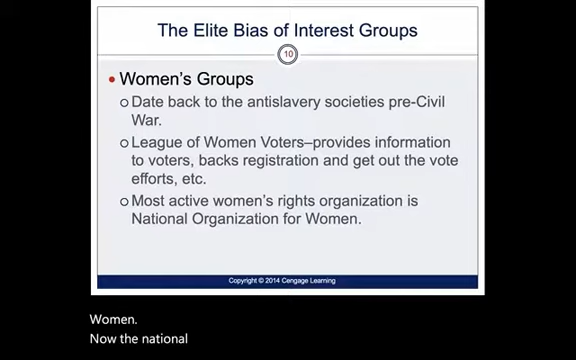 The Elite Bias of Interest Groups
10
• Women's Groups
o Date back to the antislavery societies pre-Civil
War.
o League of Women Voters–provides information
to voters, backs registration and get out the vote
efforts, etc.
o Most active women's rights organization is
National Organization for Women.
Copyright © 2014 Cengage Learning
Women.
Now the national